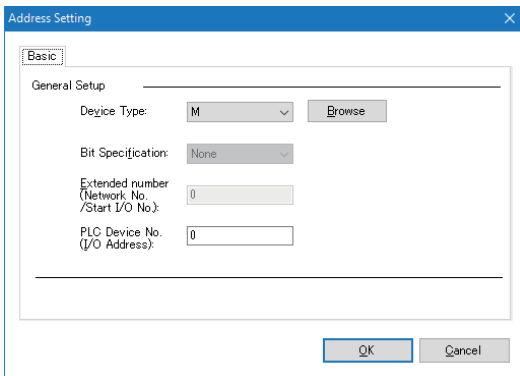 Address Setting
Basic
General Setup
Device Type:
M
Browse
Bit Specification:
None
Extended number
(Network No.
/Start I/O No.):
0
PLC Device No.
(I/O Address):
0
OK
Cancel